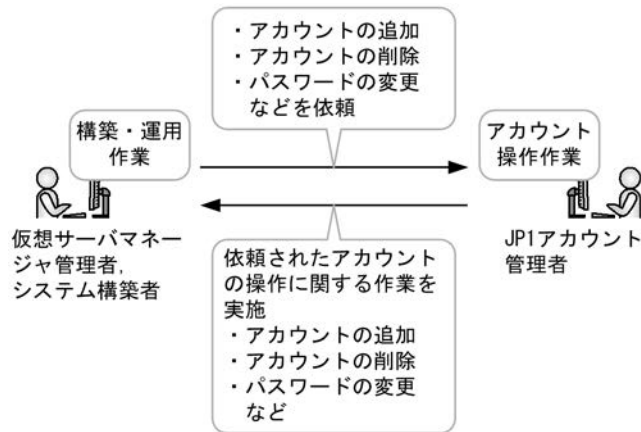 ・アカウントの追加
・アカウントの削除
・パスワードの変更
などを依頼
構築・運用
作業
アカウント
操作作業
仮想サーバマネー
ジャ管理者，
システム構築者
JP1アカウント
管理者
依頼されたアカウント
の操作に関する作業を
実施
・アカウントの追加
・アカウントの削除
・パスワードの変更
など